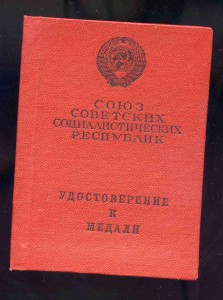 СОЮЗ
СОВЕТСКИХ
СОЦИАЛИСТИЧЕСКИХ
РЕСПУБЛИК
УДОСТОВЕРЕНИЕ
К
МЕДАЛИ